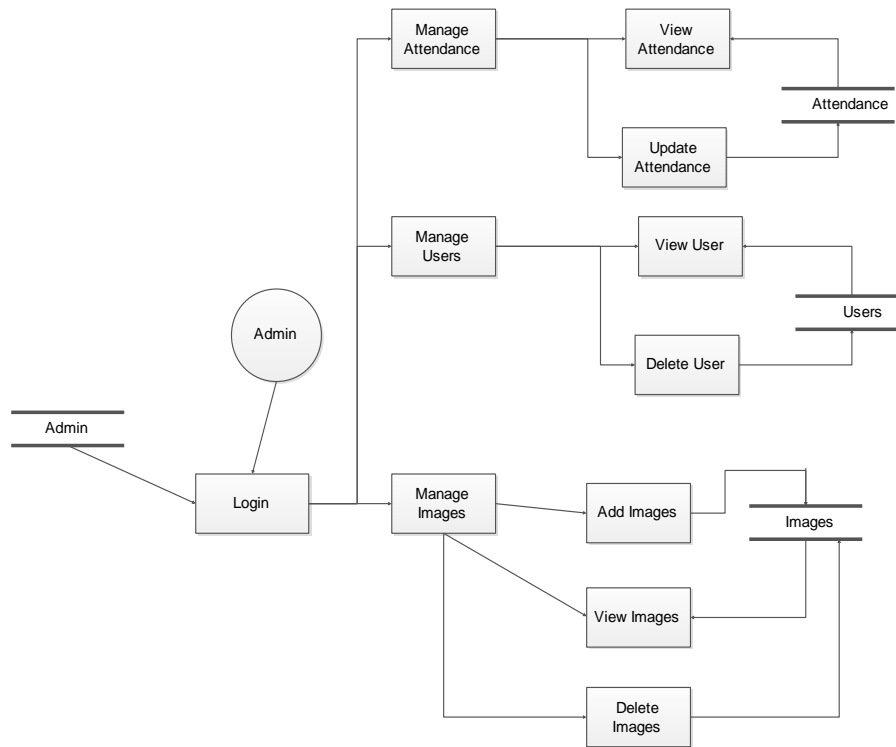 Manage
Attendance
View
Attendance
Attendance
Update
Attendance
Manage
Users
View User
Users
Admin
Delete User
Admin
Login
Manage
Images
Add Images
Images
View Images
Delete
Images